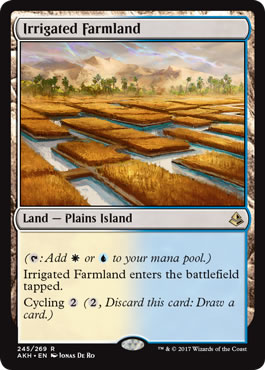 Irrigated Farmland
Land — Plains Island
(: Add or to your mana pool.)
Irrigated Farmland enters the battlefield
tapped.
Cycling 2 (2, Discard this card: Draw a
card.)
245/269 R
AKH • EN Jonas De Ro
™ & © 2017 Wizards of the Coast